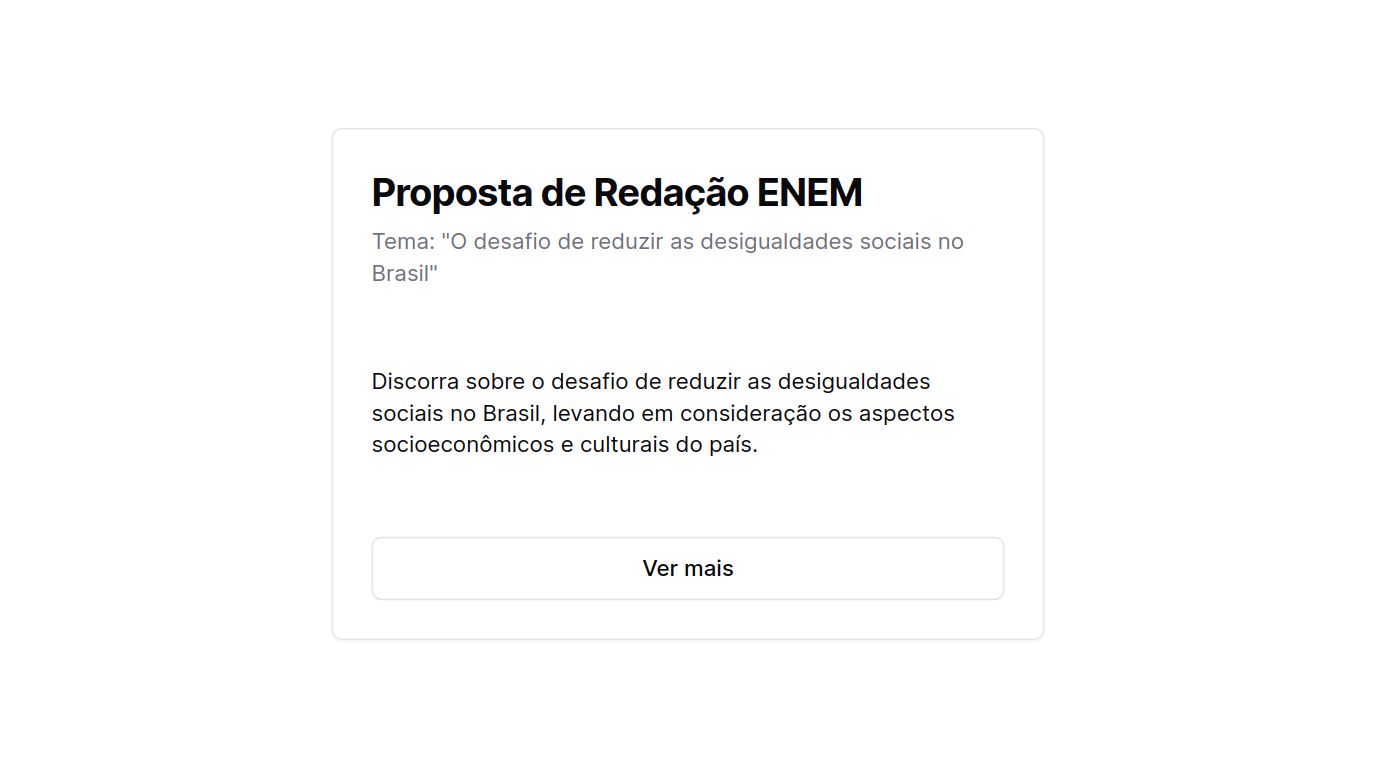 Proposta de Redação ENEM
Tema: "O desafio de reduzir as desigualdades sociais no
Brasil"
Discorra sobre o desafio de reduzir as desigualdades
sociais no Brasil, levando em consideração os aspectos
socioeconômicos e culturais do país.
Ver mais